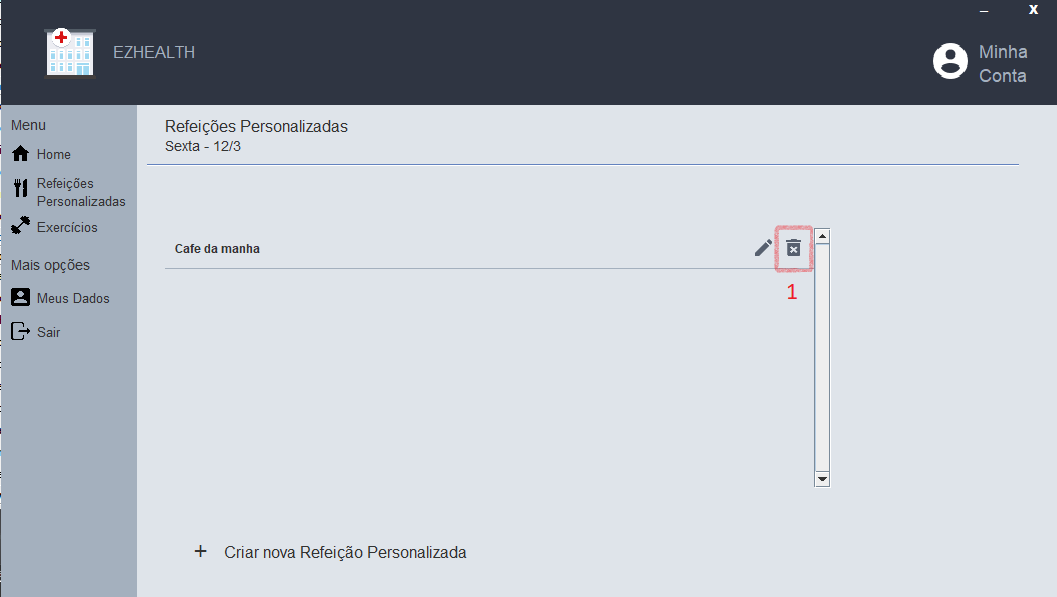 X
EZHEALTH
Minha
Conta
Menu
Home
Refeições
Personalizadas
Exercícios
Mais opções
Meus Dados
Sair
Refeições Personalizadas
Sexta - 12/3
Cafe da manha
1
+ Criar nova Refeição Personalizada